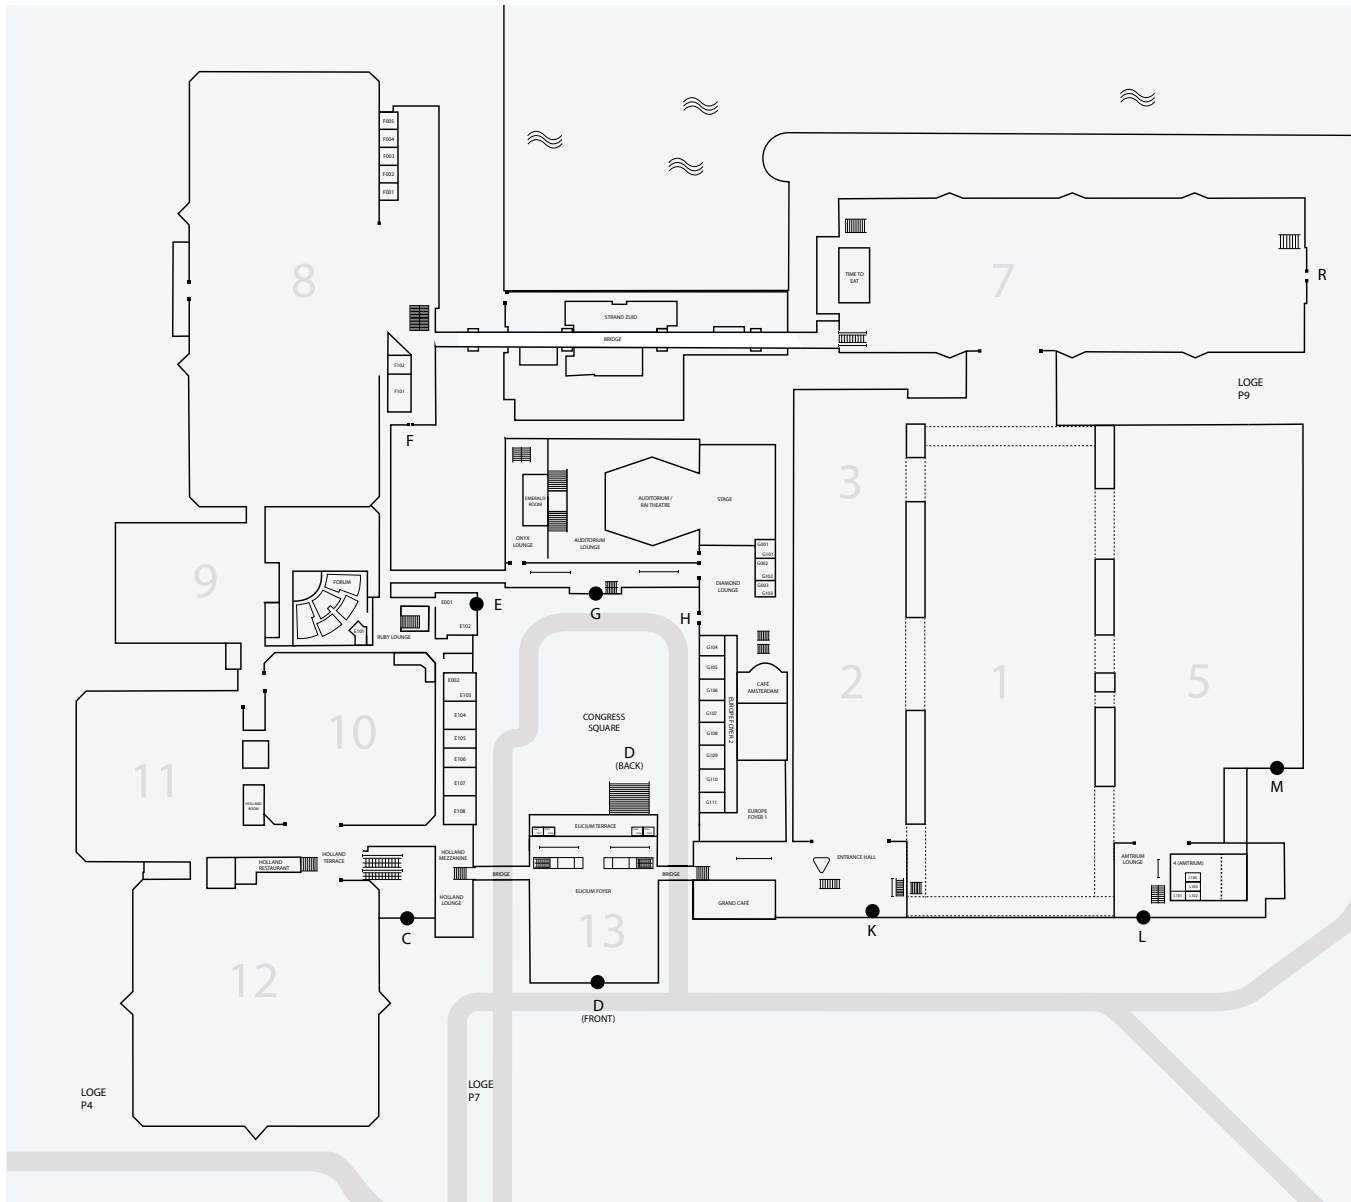 F005
F004
F003
F002
F001
8
TIME TO
EAT
7
R
STRAND ZUID
BRIDGE
F102
F101
F
LOGE
P9
3
EMERALD
ROOM
AUDITORIUM /
RAI THEATRE
STAGE
ONYX
LOUNGE
AUDITORIUM
LOUNGE
G001
G101
G002
G102
G003
G103
DIAMOND
LOUNGE
9
FORUM
E101
RUBY LOUNGE
E001
E102
E
G
H
G104
G105
G106
G107
G108
G109
G110
G111
EUROPE FOYER 2
CAFÉ
AMSTERDAM
EUROPE
FOYER 1
2
1
5
E002
E103
E104
E105
E106
E107
E108
10
11
HOLLAND
ROOM
CONGRESS
SQUARE
D
(BACK)
M
ELICIUM TERRACE
HOLLAND
TERRACE
HOLLAND
RESTAURANT
HOLLAND
MEZZANINE
BRIDGE
BRIDGE
ELICIUM FOYER
ENTRANCE HALL
AMTRIUM
LOUNGE
4 (AMTRIUM)
L106
L103
L101
L102
HOLLAND
LOUNGE
GRAND CAFÉ
13
C
K
L
12
D
(FRONT)
LOGE
P4
LOGE
P7